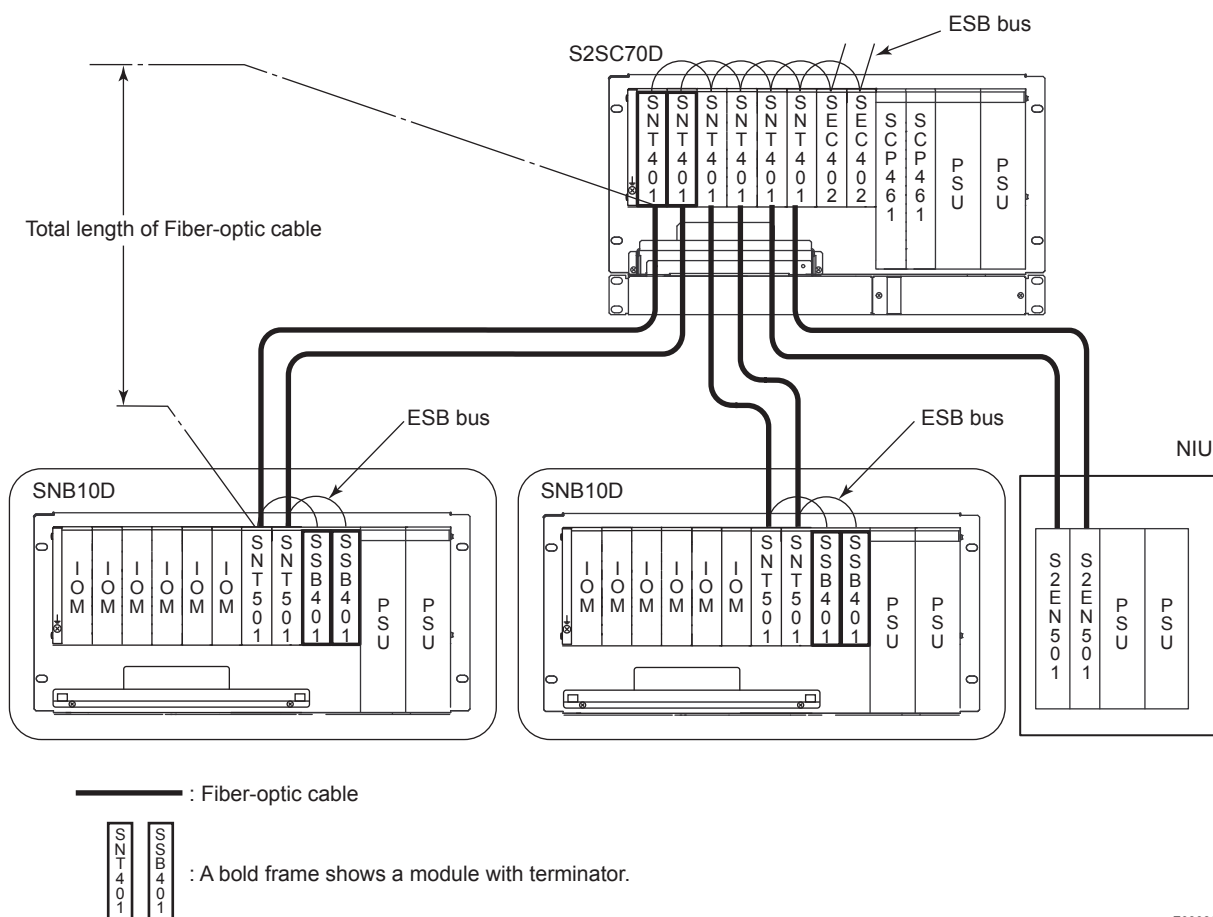 ESB bus
S2SC70D
SNT401
SNT401
SNT401
SNT401
SNT401
SNT401
SEC402
SEC402
SCP461
SCP461
PSU
PSU
Total length of Fiber-optic cable
ESB bus
ESB bus
NIU
SNB10D
IOM
IOM
IOM
IOM
IOM
IOM
SNT501
SNT501
SSB401
SSB401
PSU
PSU
SNB10D
IOM
IOM
IOM
IOM
IOM
IOM
SNT501
SNT501
SSB401
SSB401
PSU
PSU
S2EN501
S2EN501
PSU
PSU
: Fiber-optic cable
SNT401
SSB401
: A bold frame shows a module with terminator.